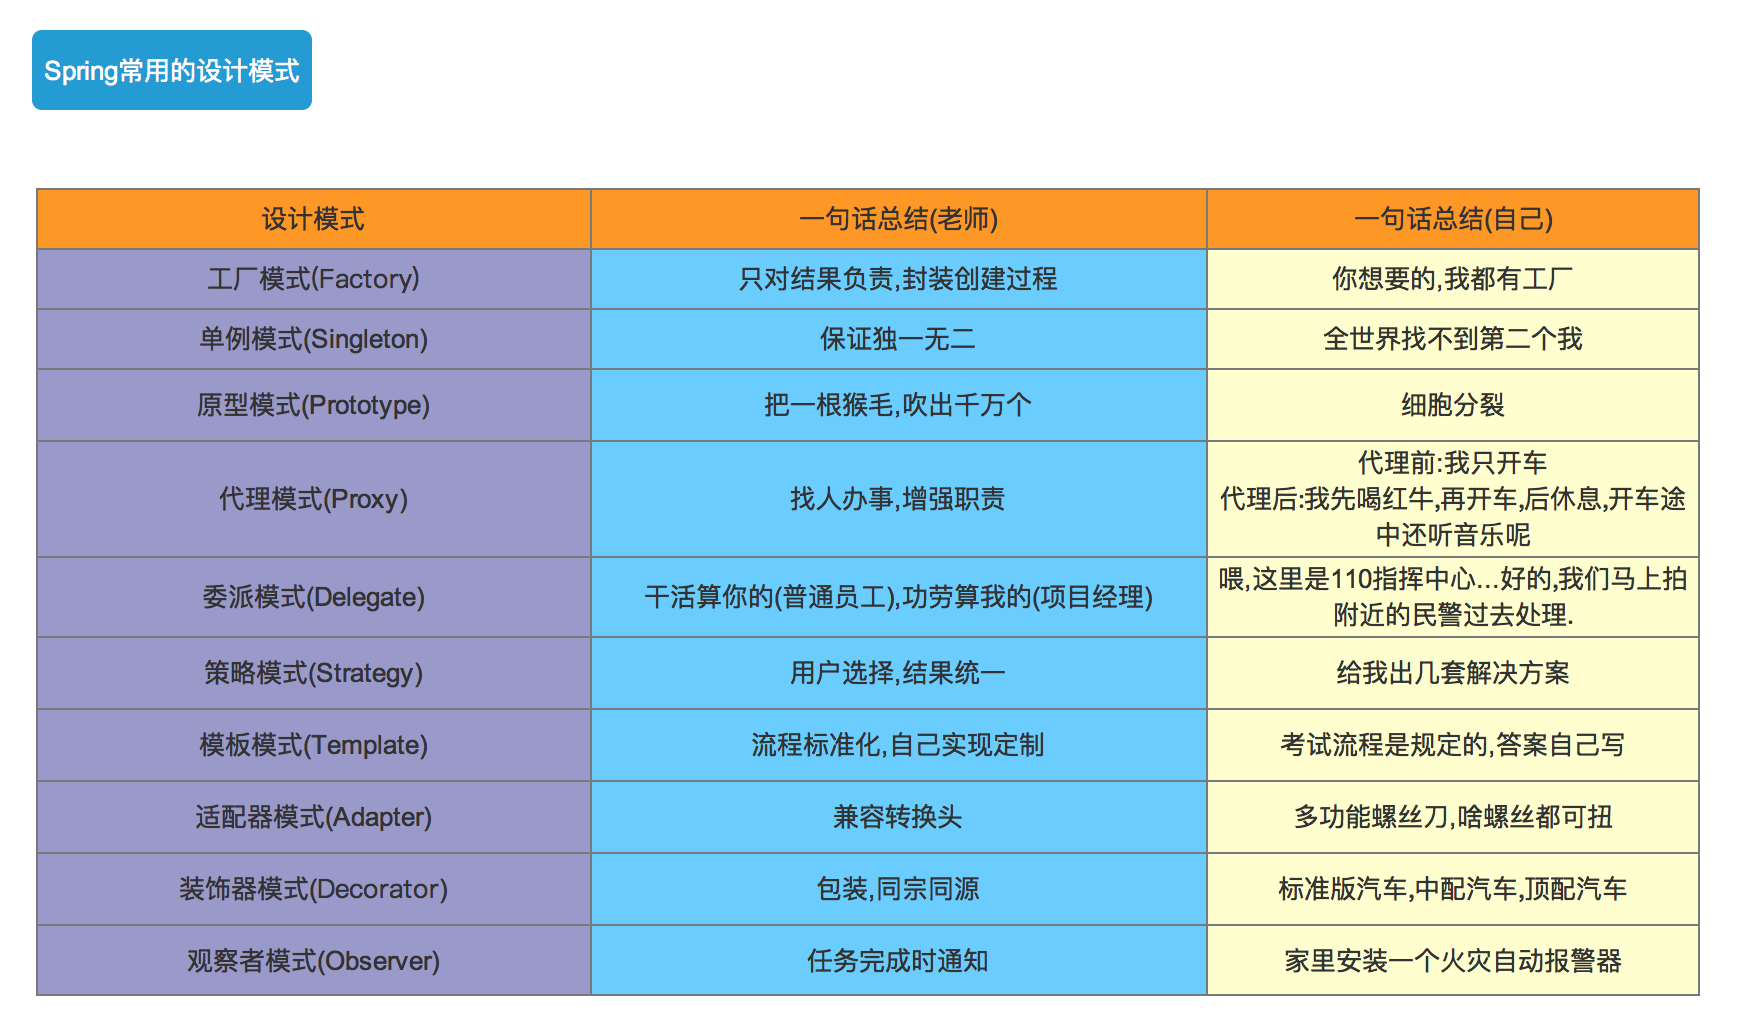 Spring常用的设计模式
设计模式
一句话总结(老师)
一句话总结(自己)
工厂模式(Factory)
只对结果负责,封装创建过程
你想要的,我都有工厂
单例模式(Singleton)
保证独一无二
全世界找不到第二个我
原型模式(Prototype)
把一根猴毛,吹出千万个
细胞分裂
代理模式(Proxy)
找人办事,增强职责
代理前:我只开车
代理后:我先喝红牛,再开车,后休息,开车途
中还听音乐呢
委派模式(Delegate)
干活算你的(普通员工),功劳算我的(项目经理)
喂,这里是110指挥中心...好的,我们马上拍
附近的民警过去处理.
策略模式(Strategy)
用户选择,结果统一
给我出几套解决方案
模板模式(Template)
流程标准化,自己实现定制
考试流程是规定的,答案自己写
适配器模式(Adapter)
兼容转换头
多功能螺丝刀,啥螺丝都可扭
装饰器模式(Decorator)
包装,同宗同源
标准版汽车,中配汽车,顶配汽车
观察者模式(Observer)
任务完成时通知
家里安装一个火灾自动报警器